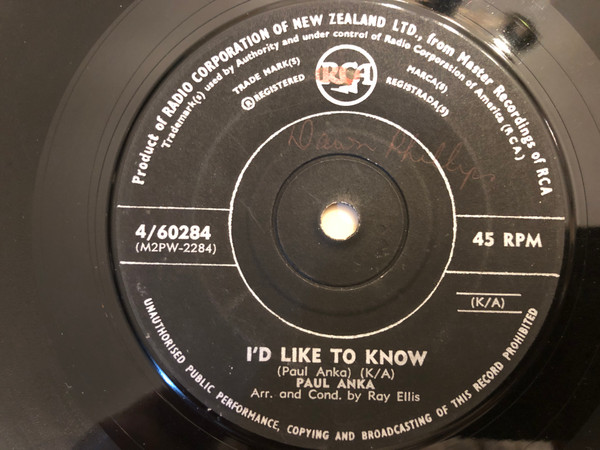 Product of RADIO CORPORATION OF NEW ZEALAND LTD., from Master Recordings of RCA
Trademark(s) used by Authority and under control of Radio Corporation of America (RCA)
TRADE MARK(S)
®REGISTERED
RCA
MARCA(S)
REGISTRADA(S)
Dawn Phillips
4/60284
(M2PW-2284)
45 RPM
(K/A)
I'D LIKE TO KNOW
(Paul Anka) (K/A)
PAUL ANKA
Arr. and Cond. by Ray Ellis
UNAUTHORISED PUBLIC PERFORMANCE, COPYING AND BROADCASTING OF THIS RECORD PROHIBITED